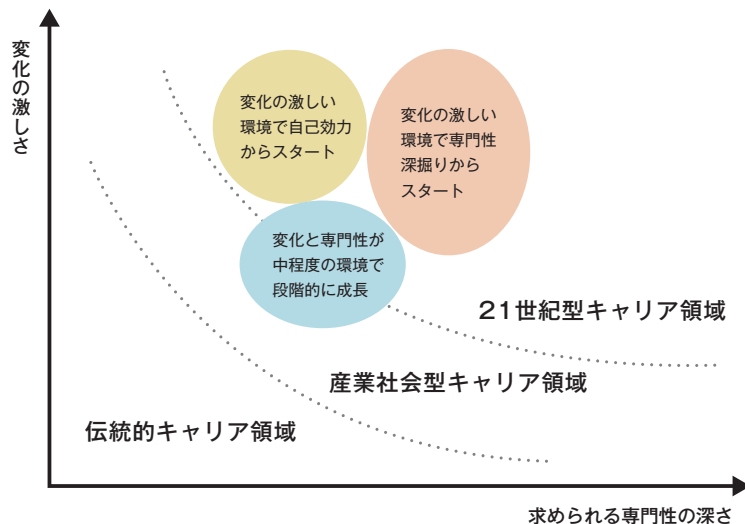 変化の激しさ
変化の激しい
環境で自己効力
からスタート
変化の激しい
環境で専門性
深掘りから
スタート
変化と専門性が
中程度の環境で
段階的に成長
21世紀型キャリア領域
産業社会型キャリア領域
伝統的キャリア領域
求められる専門性の深さ